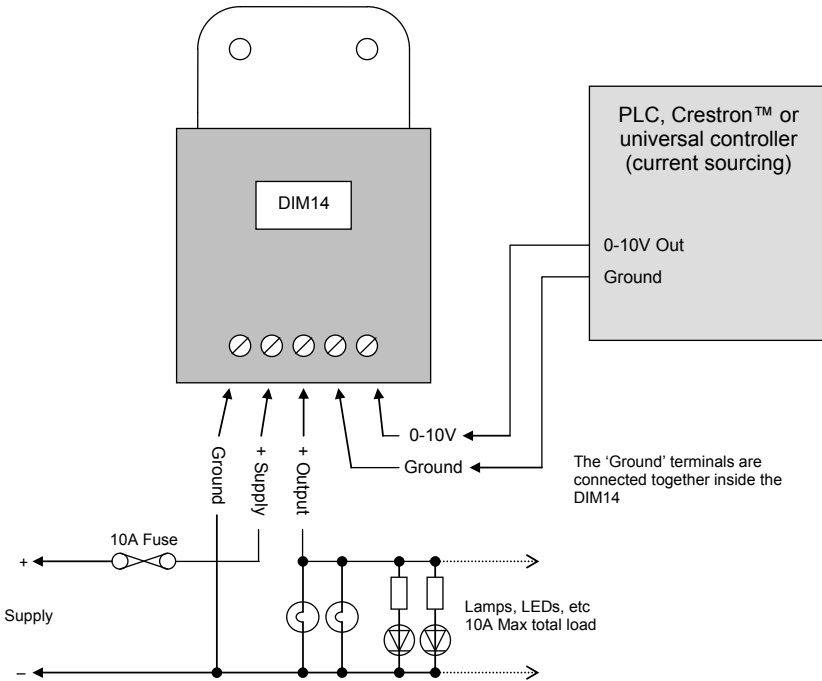 PLC, Crestron™ or
universal controller
(current sourcing)
DIM14
0-10V Out
Ground
0-10V
Ground
Ground
+ Supply
+ Output
The ‘Ground’ terminals are
connected together inside the
DIM14
10A Fuse
+
Supply
Lamps, LEDs, etc
10A Max total load
–